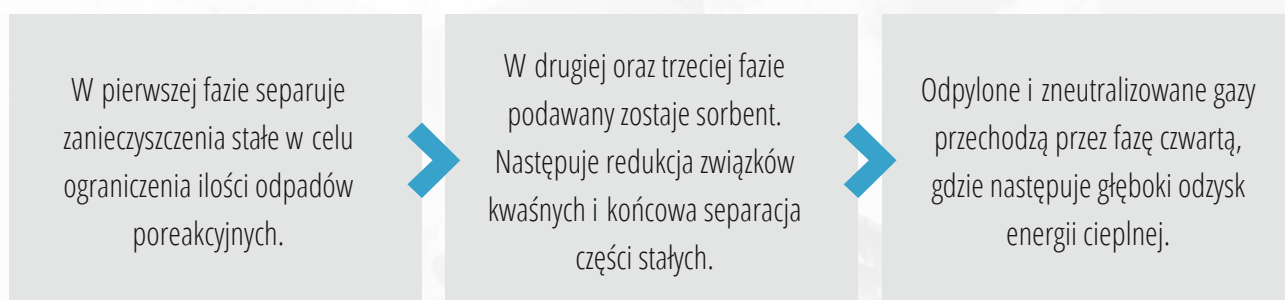 W pierwszej fazie separuje
zanieczyszczenia stałe w celu
ograniczenia ilości odpadów
poreakcyjnych.
W drugiej oraz trzeciej fazie
podawany zostaje sorbent.
Następuje redukcja związków
kwaśnych i końcowa separacja
części stałych.
Odpylone i zneutralizowane gazy
przechodzą przez fazę czwartą,
gdzie następuje głęboki odzysk
energii cieplnej.